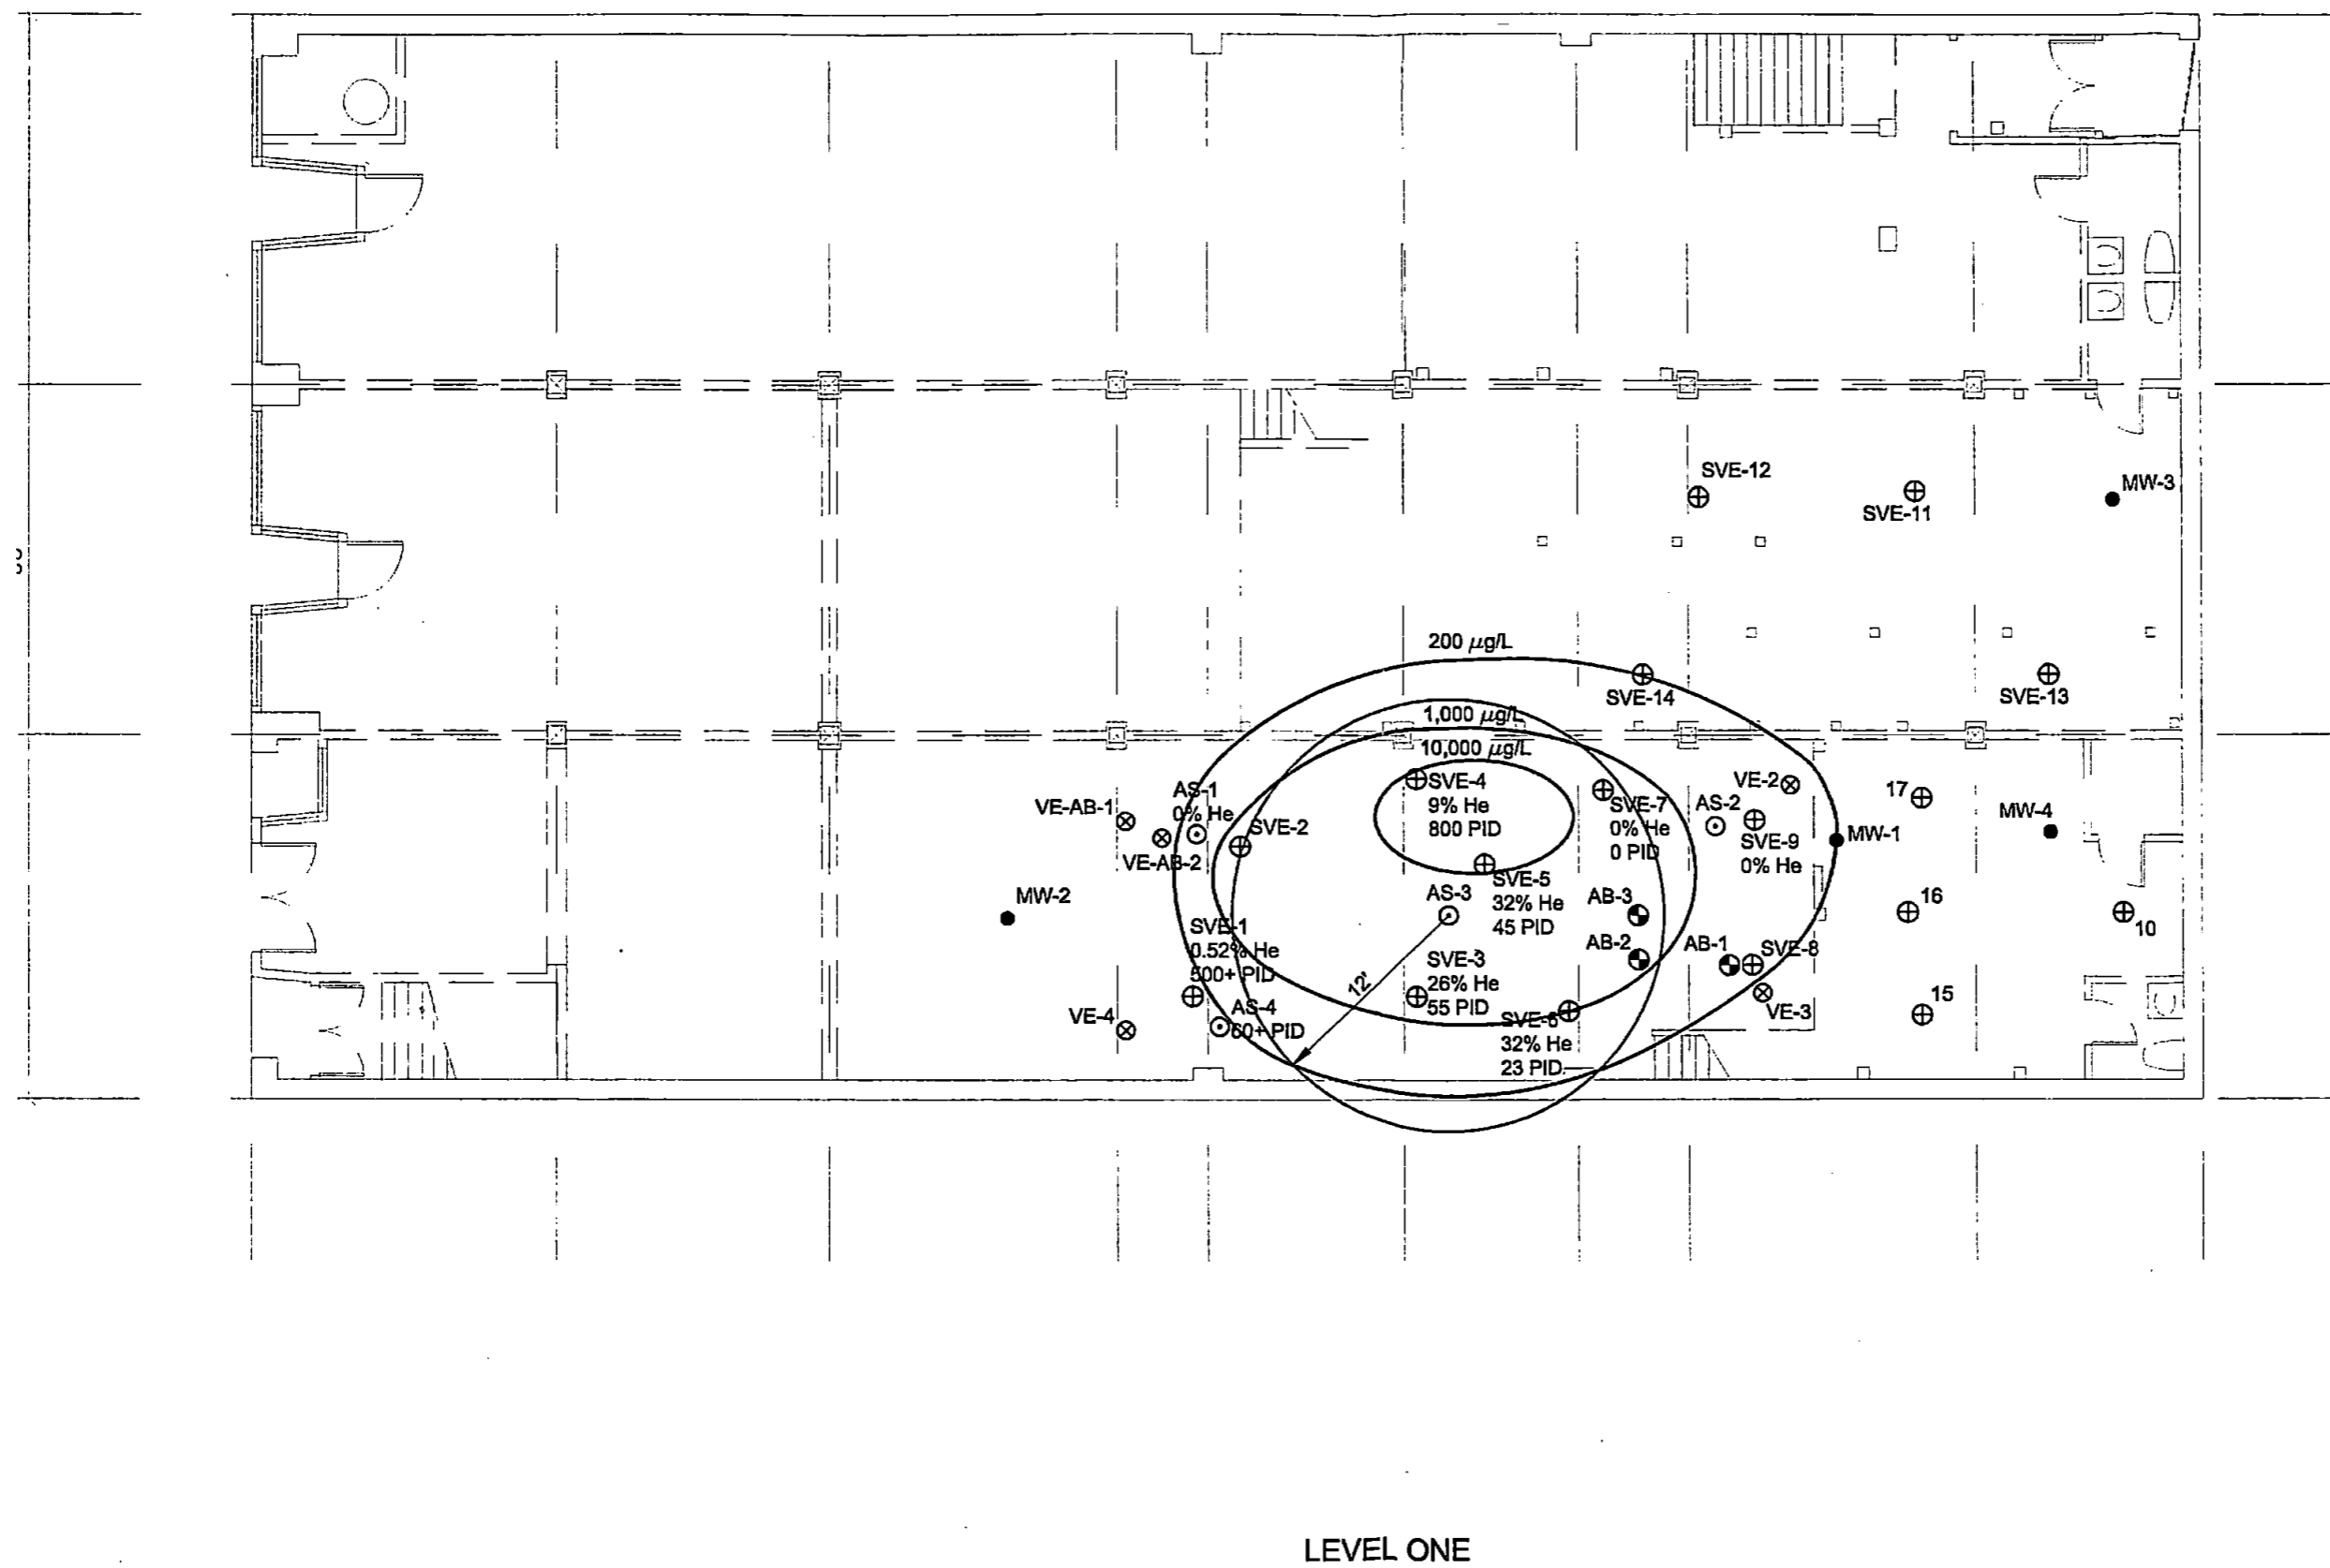 SVE-12
MW-3
SVE-11
200 µg/L
SVE-14
SVE-13
1,000 µg/L
10,000 µg/L
SVE-4
9% He
800 PID
AS-1
0% He
VE-AB-1
VE-AB-2
SVE-2
SVE-7
0% He
0 PID
VE-2
AS-2
SVE-9
0% He
17
MW-1
MW-4
MW-2
AS-3
SVE-5
32% He
45 PID
AB-3
AB-2
AB-1
SVE-8
16
10
SVE-1
0.52% He
500+ PID
SVE-3
26% He
55 PID
12'
VE-4
AS-4
60+ PID
SVE-6
32% He
23 PID
VE-3
15
LEVEL ONE